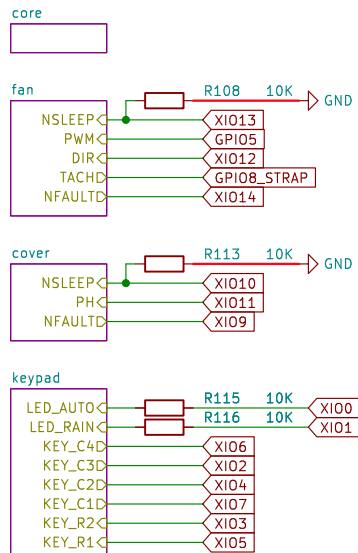 core
fan
R108 10K GND
NSLEEP XIO13
PWM GPIO5
DIR XIO12
TACH GPIO8_STRAP
NFAULT XIO14
cover
R113 10K GND
NSLEEP XIO10
PH XIO11
NFAULT XIO9
keypad
LED_AUTO R115 10K XIO0
LED_RAIN R116 10K XIO1
KEY_C4 XIO6
KEY_C3 XIO2
KEY_C2 XIO4
KEY_C1 XIO7
KEY_R2 XIO3
KEY_R1 XIO5